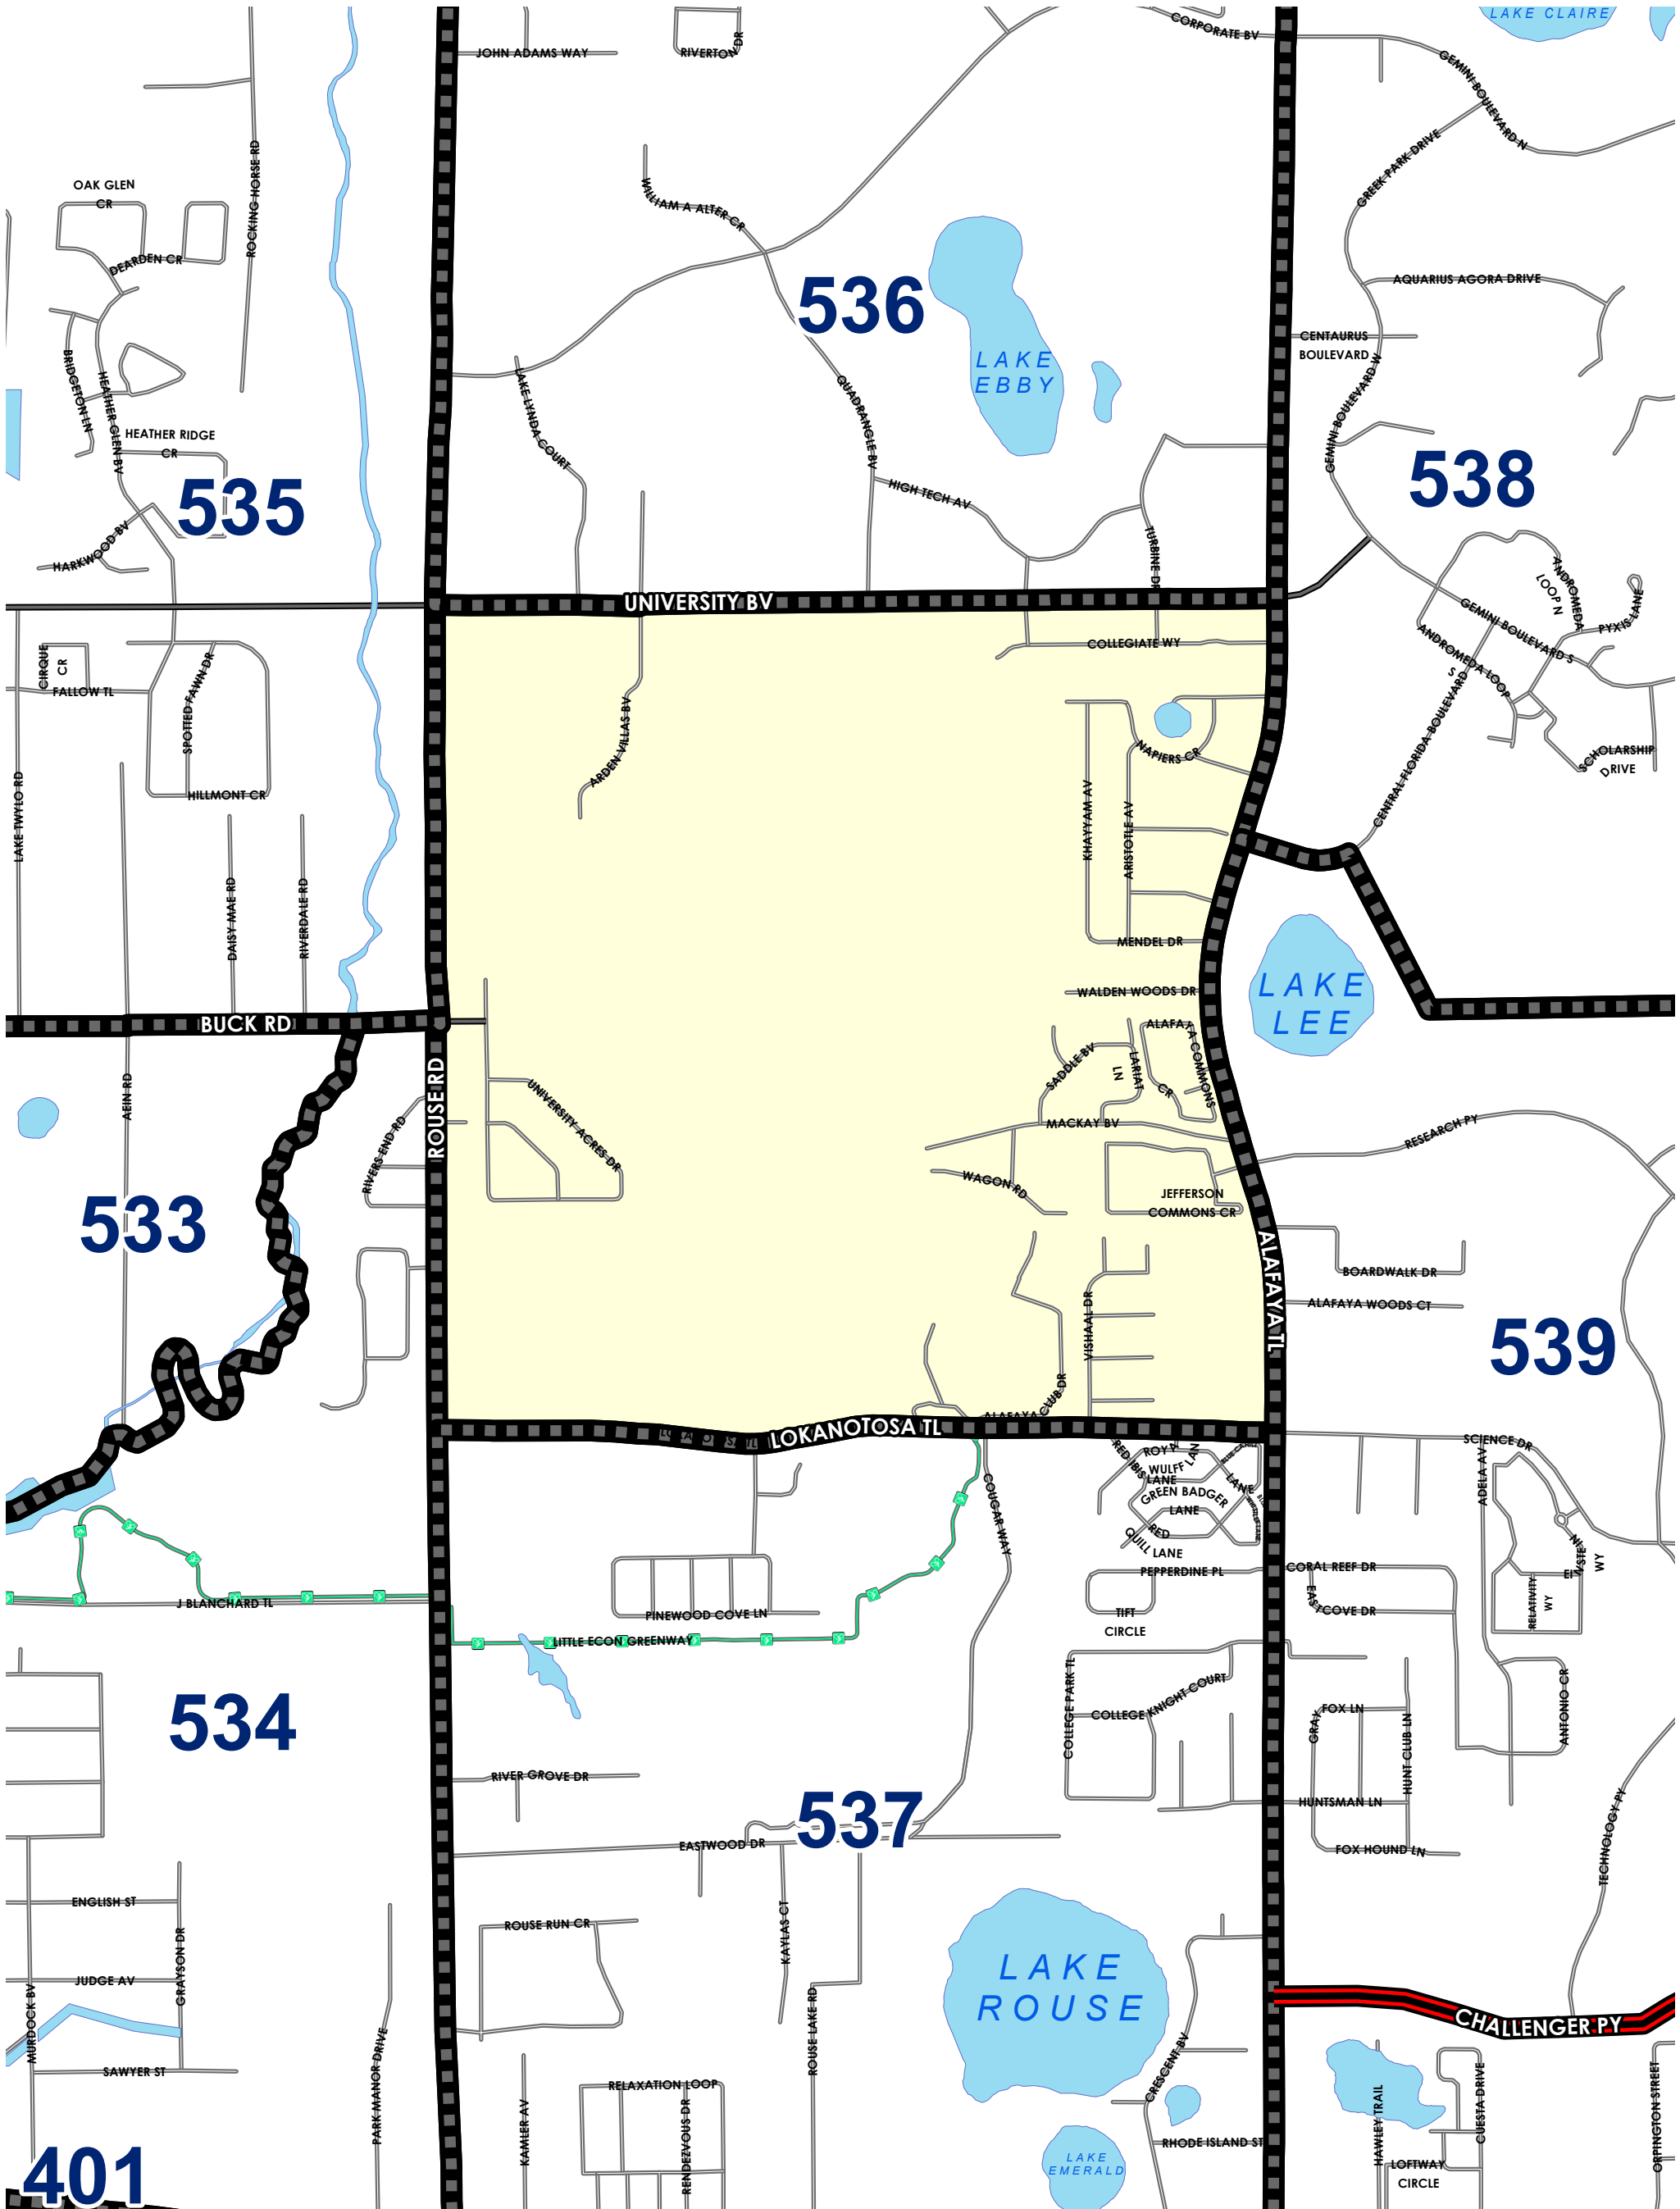 LAKE CLAIRE
CORPORATE BV
JOHN ADAMS WAY
RIVERTON DR
GEMINI BOULEVARD N
GREEK PARK DRIVE
ROCKING HORSE RD
OAK GLEN
CR
WILLIAM A ALTER CR
DEARDEN CR
536
AQUARIUS AGORA DRIVE
LAKE
EBBY
CENTAURUS
BOULEVARD
BRIDGETON LN
HEATHER GLEN BV
LAKE LYNDA COURT
QUADRANGLE BV
GEMINI BOULEVARD W
HEATHER RIDGE
CR
535
538
HIGH TECH AV
HARKWOOD BV
TURBINE DR
ANDROMEDA
LOOP N
UNIVERSITY BV
PYXIS LANE
GEMINI BOULEVARD S
COLLEGIATE WY
ANDROMEDA LOOP
S
CIRQUE
CR
FALLOW TL
SPOTTED FAWN DR
ARDEN VILLAS BV
NAPIERS CR
CENTRAL FLORIDA BOULEVARD
SCHOLARSHIP
DRIVE
HILLMONT CR
LAKE TWYLO RD
KHAYYAM AV
ARISTOTLE AV
DAISY MAE RD
RIVERDALE RD
MENDEL DR
WALDEN WOODS DR
LAKE
LEE
BUCK RD
ALAFAYA COMMONS
CR
SADDLE BV
LARIAT
LN
AEIN RD
ROUSE RD
UNIVERSITY ACRES DR
MACKAY BV
RESEARCH PY
RIVERS END RD
WAGON RD
JEFFERSON
COMMONS CR
533
ALAFAYA TL
BOARDWALK DR
ALAFAYA WOODS CT
VISHAAL DR
539
ALAFAYA CLUB DR
LOKANOTOSA TL
LOKANOTOSA TL
SCIENCE DR
RED IBIS
LANE
ROY
WULFF
LANE
GREEN BADGER
LANE
RED
QUILL LANE
COUGAR WAY
ADELA AV
EINSTEIN
WY
PEPPERDINE PL
CORAL REEF DR
RELATIVITY
WY
J BLANCHARD TL
PINEWOOD COVE LN
TIFT
CIRCLE
EASTCOVE DR
LITTLE ECON GREENWAY
COLLEGE PARK TL
COLLEGE KNIGHT COURT
534
GRAY FOX LN
HUNT CLUB LN
ANTONIO CR
RIVER GROVE DR
537
HUNTSMAN LN
EASTWOOD DR
FOX HOUND LN
TECHNOLOGY PY
ENGLISH ST
ROUSE RUN CR
KAYLAS CT
GRAYSON DR
JUDGE AV
LAKE
ROUSE
MURDOCK BV
ROUSE LAKE RD
CHALLENGER PY
SAWYER ST
PARK MANOR DRIVE
RELAXATION LOOP
CRESCENT BV
KAMLER AV
RENDEZVOUS DR
HAWLEY TRAIL
CUESTA DRIVE
ORPINGTON STREET
RHODE ISLAND ST
LAKE
EMERALD
LOFTWAY
CIRCLE
401